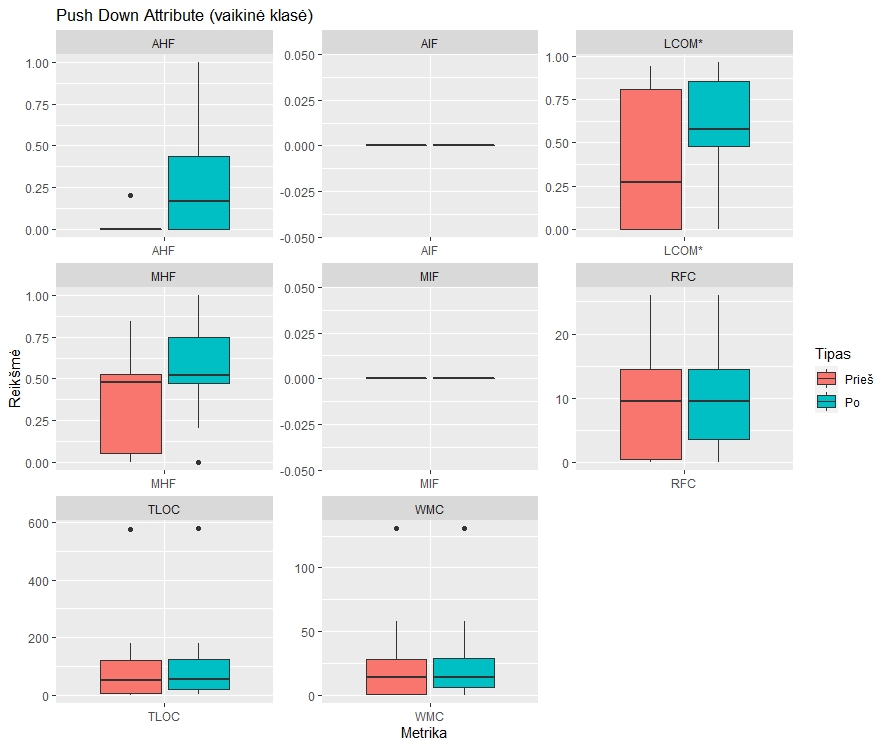 Push Down Attribute (vaikinė klasė)
AHF
AIF
LCOM*
1.00
0.75
0.50
0.25
0.00
0.050
0.025
0.000
-0.025
-0.050
1.00
0.75
0.50
0.25
0.00
AHF
AIF
LCOM*
MHF
MIF
RFC
1.00
0.75
0.50
0.25
0.00
0.050
0.025
0.000
-0.025
-0.050
20
10
0
MHF
MIF
RFC
TLOC
WMC
600
400
200
0
100
50
0
TLOC
WMC
Metrika
Reikšmė
Tipas
Prieš
Po